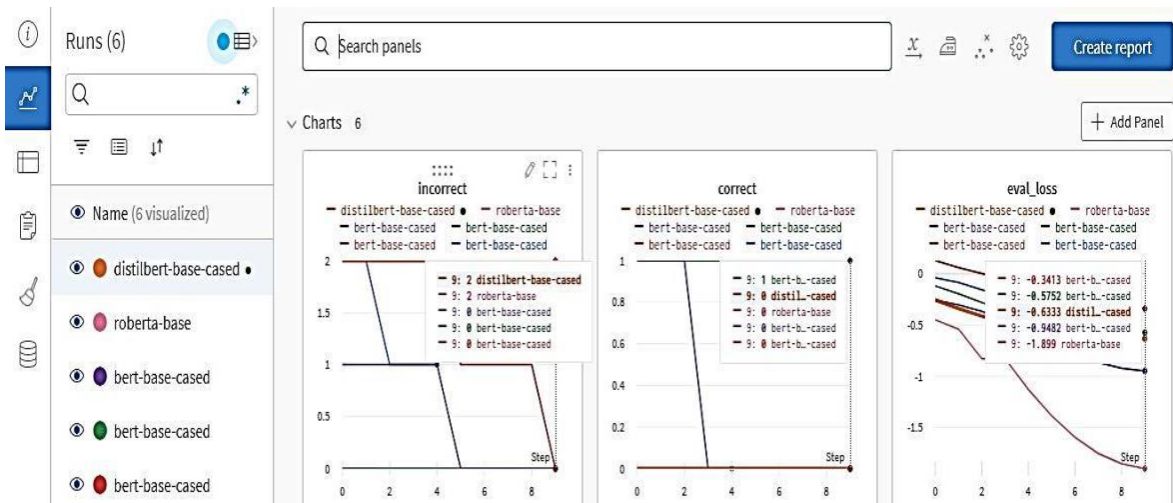 Runs (6)
.*
Name (6 visualized)
distilbert-base-cased
roberta-base
bert-base-cased
bert-base-cased
bert-base-cased
Search panels
Create report
Charts 6
+ Add Panel
incorrect
distilbert-base-cased roberta-base
bert-base-cased bert-base-cased
bert-base-cased bert-base-cased
2
1.5
1
0.5
0
9: 2 distilbert-base-cased
9: 2 roberta-base
9: 0 bert-base-cased
9: 0 bert-base-cased
9: 0 bert-base-cased
Step
0 2 4 6 8
correct
distilbert-base-cased roberta-base
bert-base-cased bert-base-cased
bert-base-cased bert-base-cased
1
0.8
0.6
0.4
0.2
0
9: 1 bert-b…-cased
9: 0 distil…-cased
9: 0 roberta-base
9: 0 bert-b…-cased
9: 0 bert-b…-cased
Step
0 2 4 6 8
eval_loss
distilbert-base-cased roberta-base
bert-base-cased bert-base-cased
bert-base-cased bert-base-cased
0
-0.5
-1
-1.5
9: -0.3413 bert-b…-cased
9: -0.5752 bert-b…-cased
9: -0.6333 distil…-cased
9: -0.9482 bert-b…-cased
9: -1.899 roberta-base
Step
0 2 4 6 8